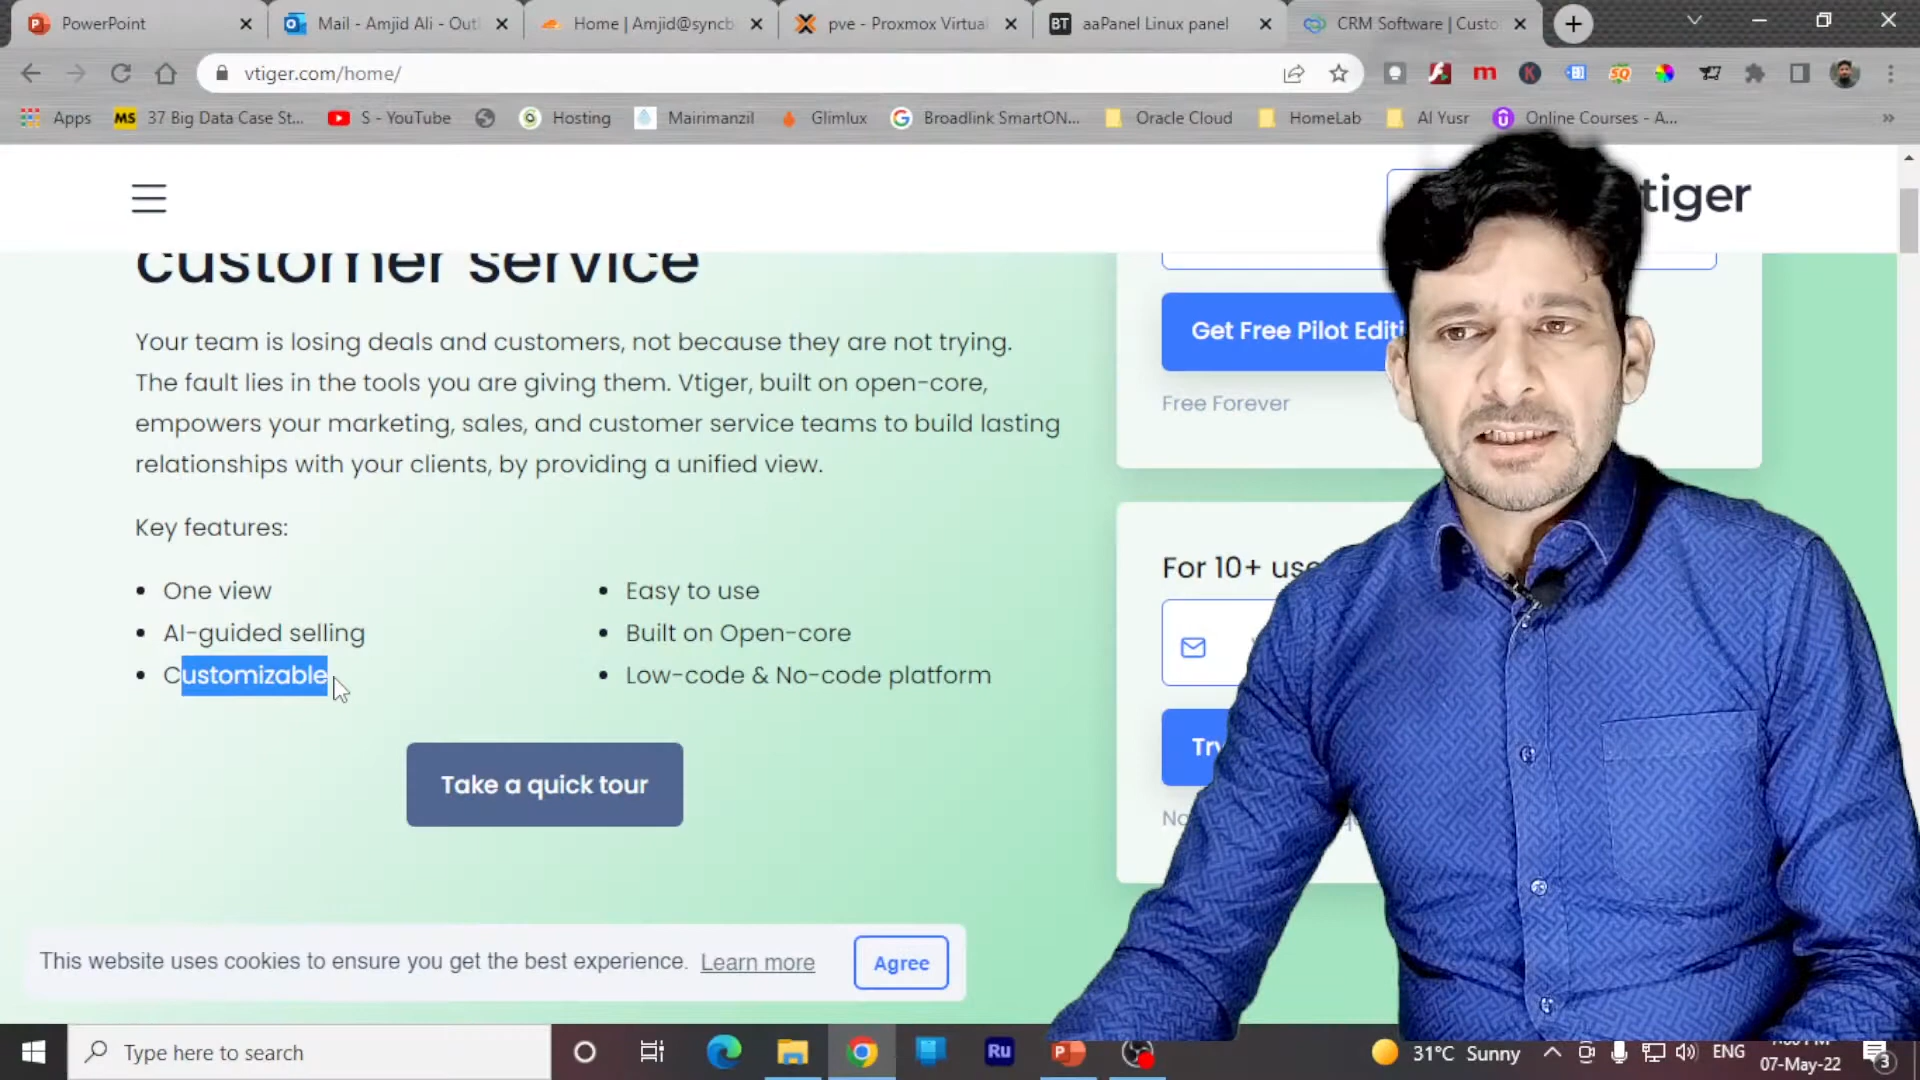 PowerPoint
Mail - Amjid Ali - Out
Home | Amjid@syncb
pve - Proxmox Virtual
BT aaPanel Linux panel
CRM Software | Custo
vtiger.com/home/
Apps
MS 37 Big Data Case St...
S - YouTube
Hosting
Mairimanzil
Glimlux
Broadlink SmartON...
Oracle Cloud
HomeLab
Al Yusr
Online Courses - A...
tiger
customer service
Your team is losing deals and customers, not because they are not trying.
The fault lies in the tools you are giving them. Vtiger, built on open-core,
empowers your marketing, sales, and customer service teams to build lasting
relationships with your clients, by providing a unified view.
Key features:
One view
AI-guided selling
Customizable
Easy to use
Built on Open-core
Low-code & No-code platform
Take a quick tour
Get Free Pilot Editi
Free Forever
For 10+ use
Try
No
This website uses cookies to ensure you get the best experience. Learn more
Agree
Type here to search
Ru
31°C Sunny
ENG
07-May-22
3